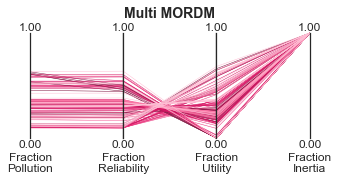 Multi MORDM
1.00 1.00 1.00 1.00
0.00 0.00 0.00 0.00
Fraction Fraction Fraction Fraction
Pollution Reliability Utility Inertia